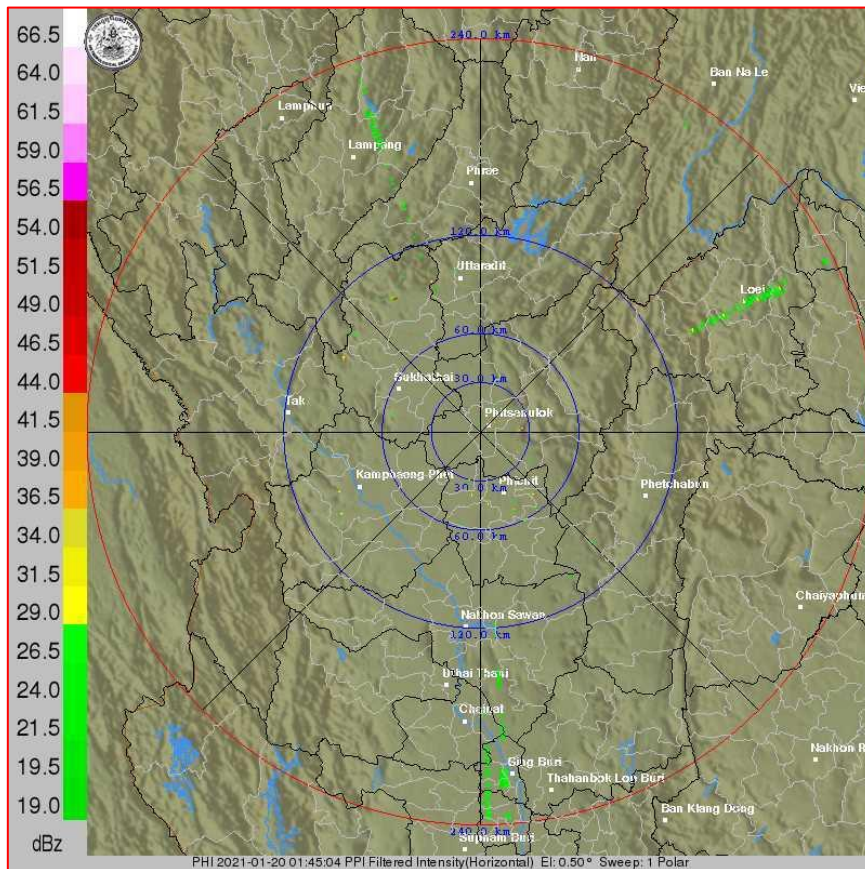 66.5
64.0
61.5
59.0
56.5
54.0
51.5
49.0
46.5
44.0
41.5
39.0
36.5
34.0
31.5
29.0
26.5
24.0
21.5
19.5
19.0
dBz
240.0 km
Nan
Ban Na Le
Vie
Lamphun
Lampang
Phrae
120.0 km
Uttaradit
Loei
60.0 km
Sukhothai
30.0 km
Tak
Phitsanulok
Kamphaeng Phet
30.0 km
Phichit
Phetchabun
60.0 km
Chaiyaphum
Nakhon Sawan
120.0 km
Uthai Thani
Chainat
Sing Buri
Nakhon R
Thahanbok Lop Buri
Ban Klang Dong
240.0 km
Suphan Buri
PHI 2021-01-20 01:45:04 PPI Filtered Intensity(Horizontal) El: 0.50° Sweep: 1 Polar